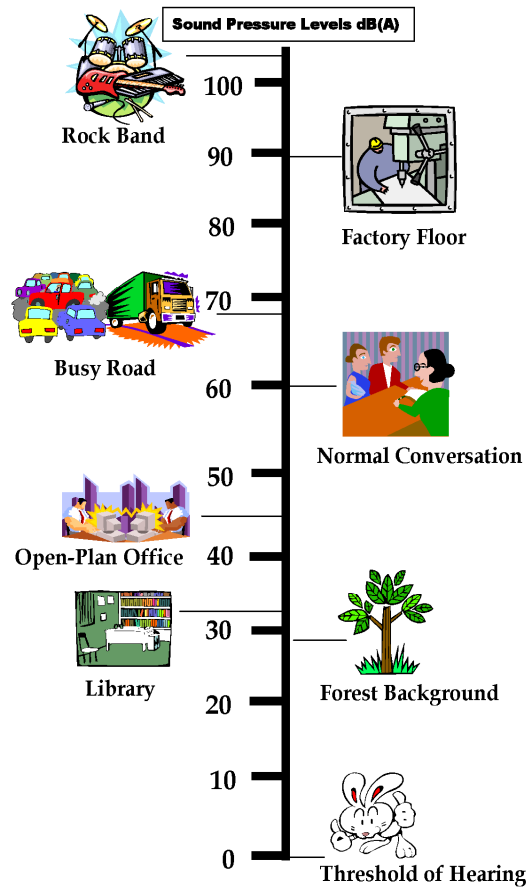 Sound Pressure Levels dB(A)
100
Rock Band
90
80
Factory Floor
70
Busy Road
60
Normal Conversation
50
Open-Plan Office
40
30
Library
Forest Background
20
10
0
Threshold of Hearing